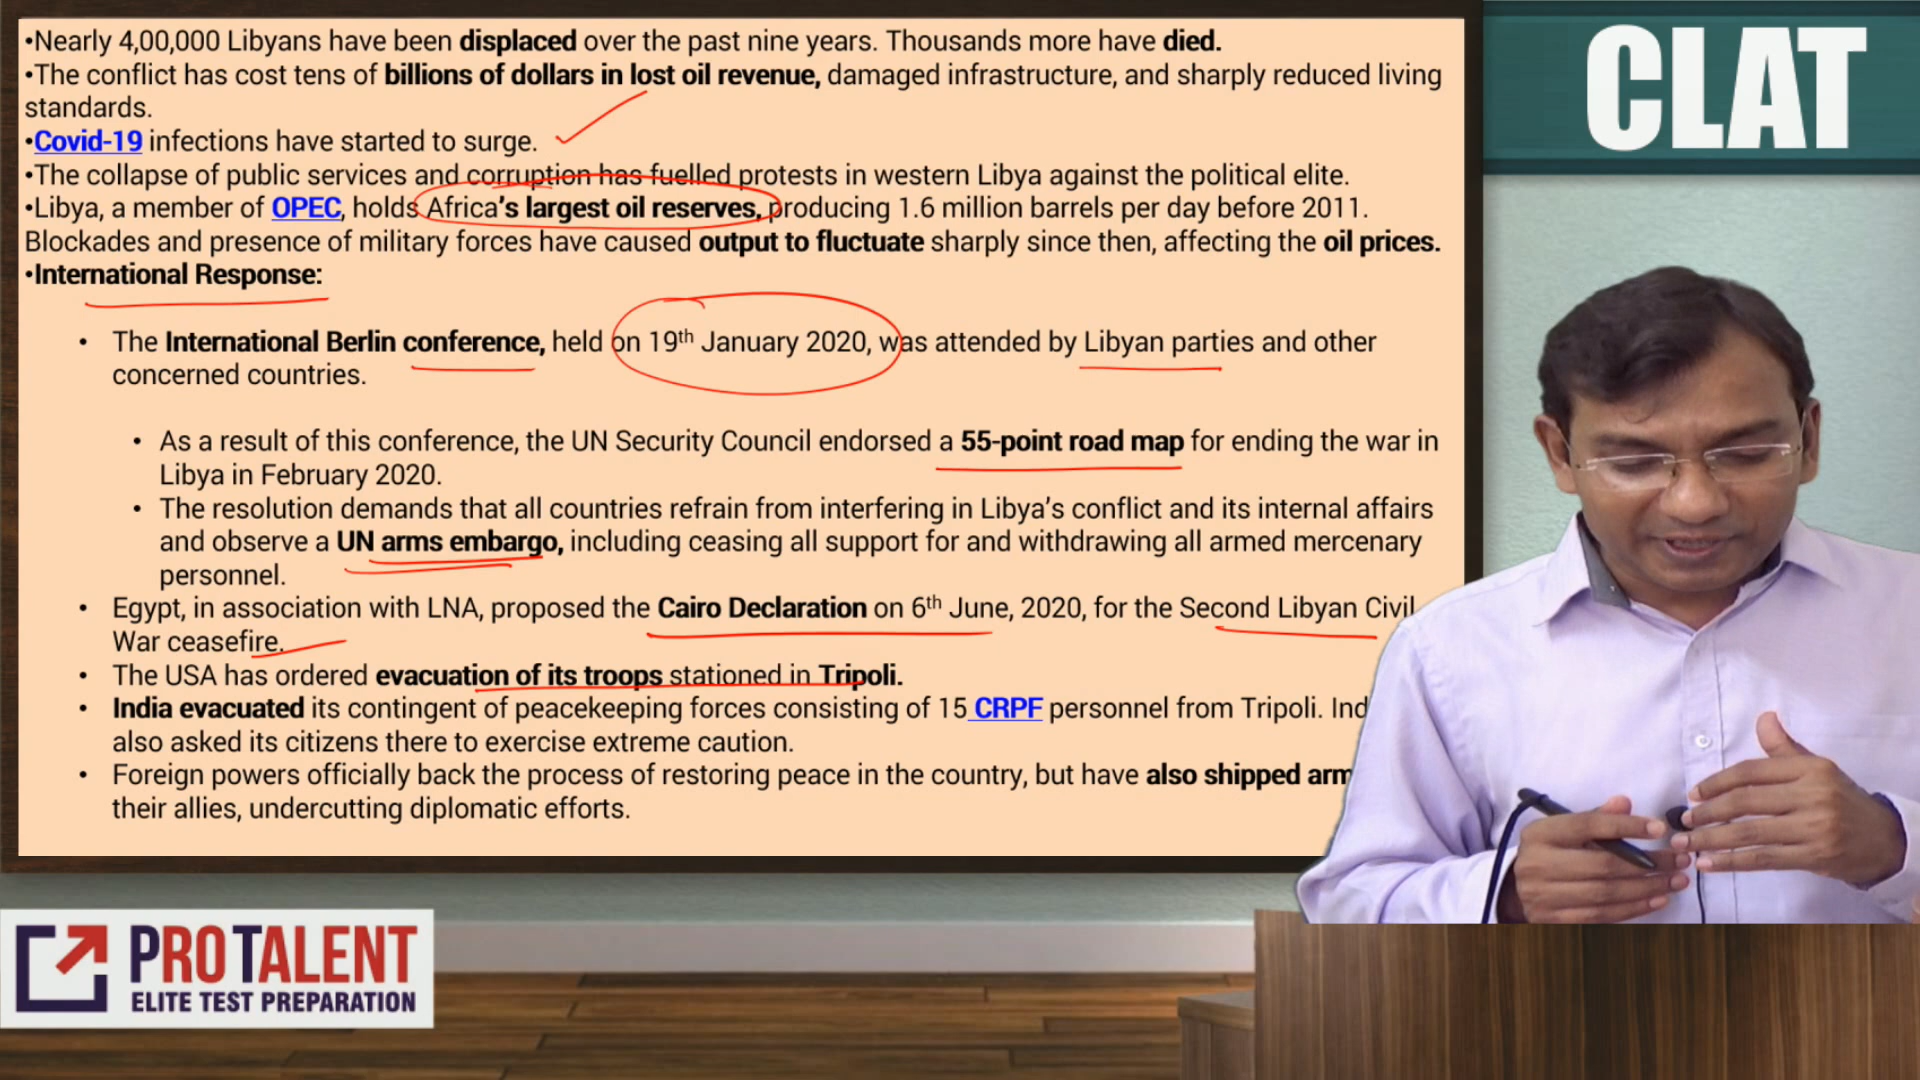 •Nearly 4,00,000 Libyans have been displaced over the past nine years. Thousands more have died.
•The conflict has cost tens of billions of dollars in lost oil revenue, damaged infrastructure, and sharply reduced living
standards.
•Covid-19 infections have started to surge.
•The collapse of public services and corruption has fuelled protests in western Libya against the political elite.
•Libya, a member of OPEC, holds Africa's largest oil reserves, producing 1.6 million barrels per day before 2011.
Blockades and presence of military forces have caused output to fluctuate sharply since then, affecting the oil prices.
•International Response:
• The International Berlin conference, held on 19th January 2020, was attended by Libyan parties and other
concerned countries.
• As a result of this conference, the UN Security Council endorsed a 55-point road map for ending the war in
Libya in February 2020.
• The resolution demands that all countries refrain from interfering in Libya's conflict and its internal affairs
and observe a UN arms embargo, including ceasing all support for and withdrawing all armed mercenary
personnel.
• Egypt, in association with LNA, proposed the Cairo Declaration on 6th June, 2020, for the Second Libyan Civil
War ceasefire.
• The USA has ordered evacuation of its troops stationed in Tripoli.
• India evacuated its contingent of peacekeeping forces consisting of 15 CRPF personnel from Tripoli.
also asked its citizens there to exercise extreme caution.
• Foreign powers officially back the process of restoring peace in the country, but have also shipped
their allies, undercutting diplomatic efforts.
CLAT
PROTALENT
ELITE TEST PREPARATION